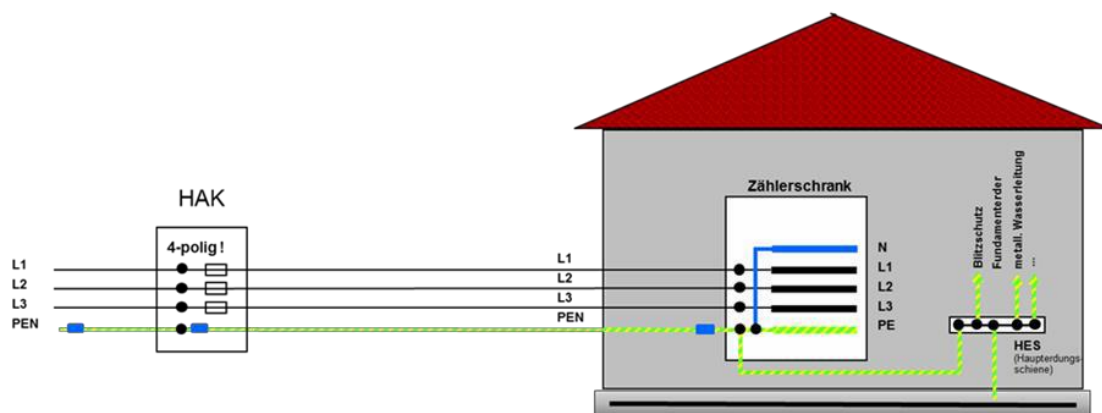 HAK
4-polig !
L1
L2
L3
PEN
L1
L2
L3
PEN
Zählerschrank
N
L1
L2
L3
PE
Blitzschutz
Fundamenterder
metall. Wasserleitung
...
HES
(Haupterdungs-
schiene)